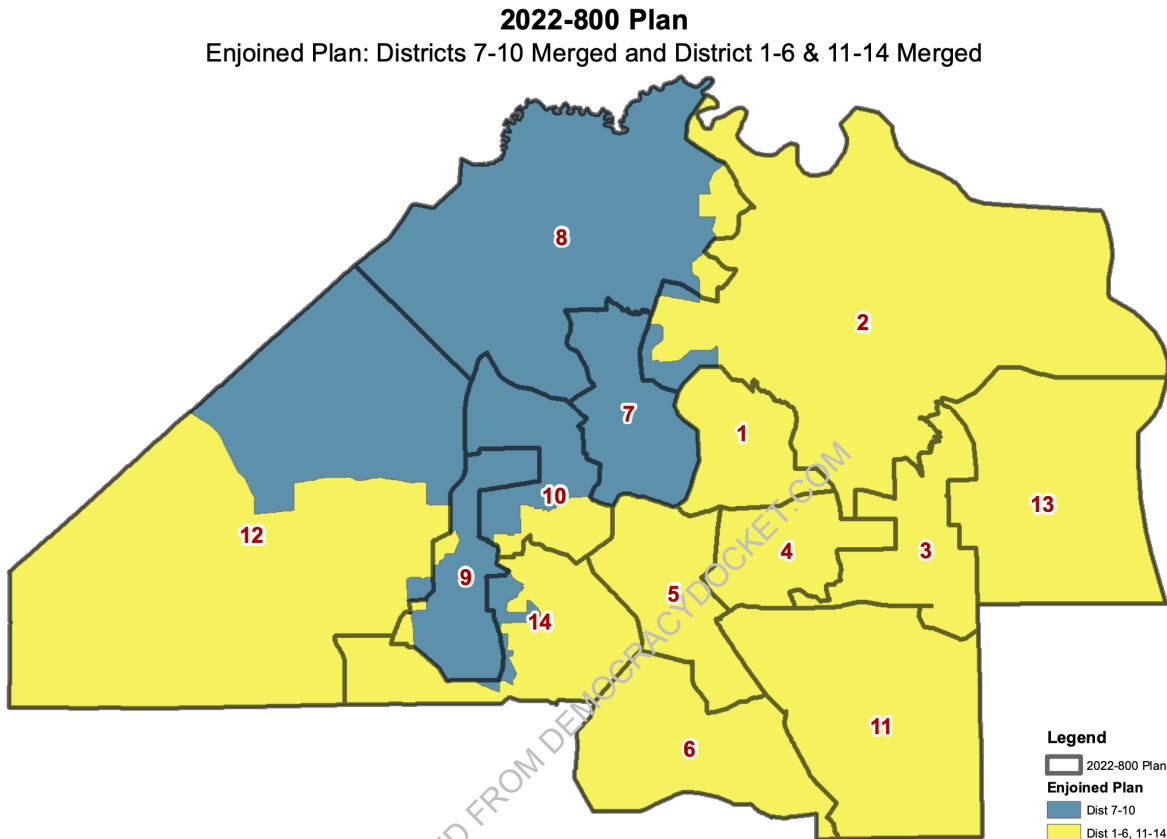 2022-800 Plan
Enjoined Plan: Districts 7-10 Merged and District 1-6 & 11-14 Merged
8
2
7
1
13
10
12
4
3
9
5
14
11
6
FROM DEMOCRACYDOCKET.COM
Legend
2022-800 Plan
Enjoined Plan
Dist 7-10
Dist 1-6, 11-14